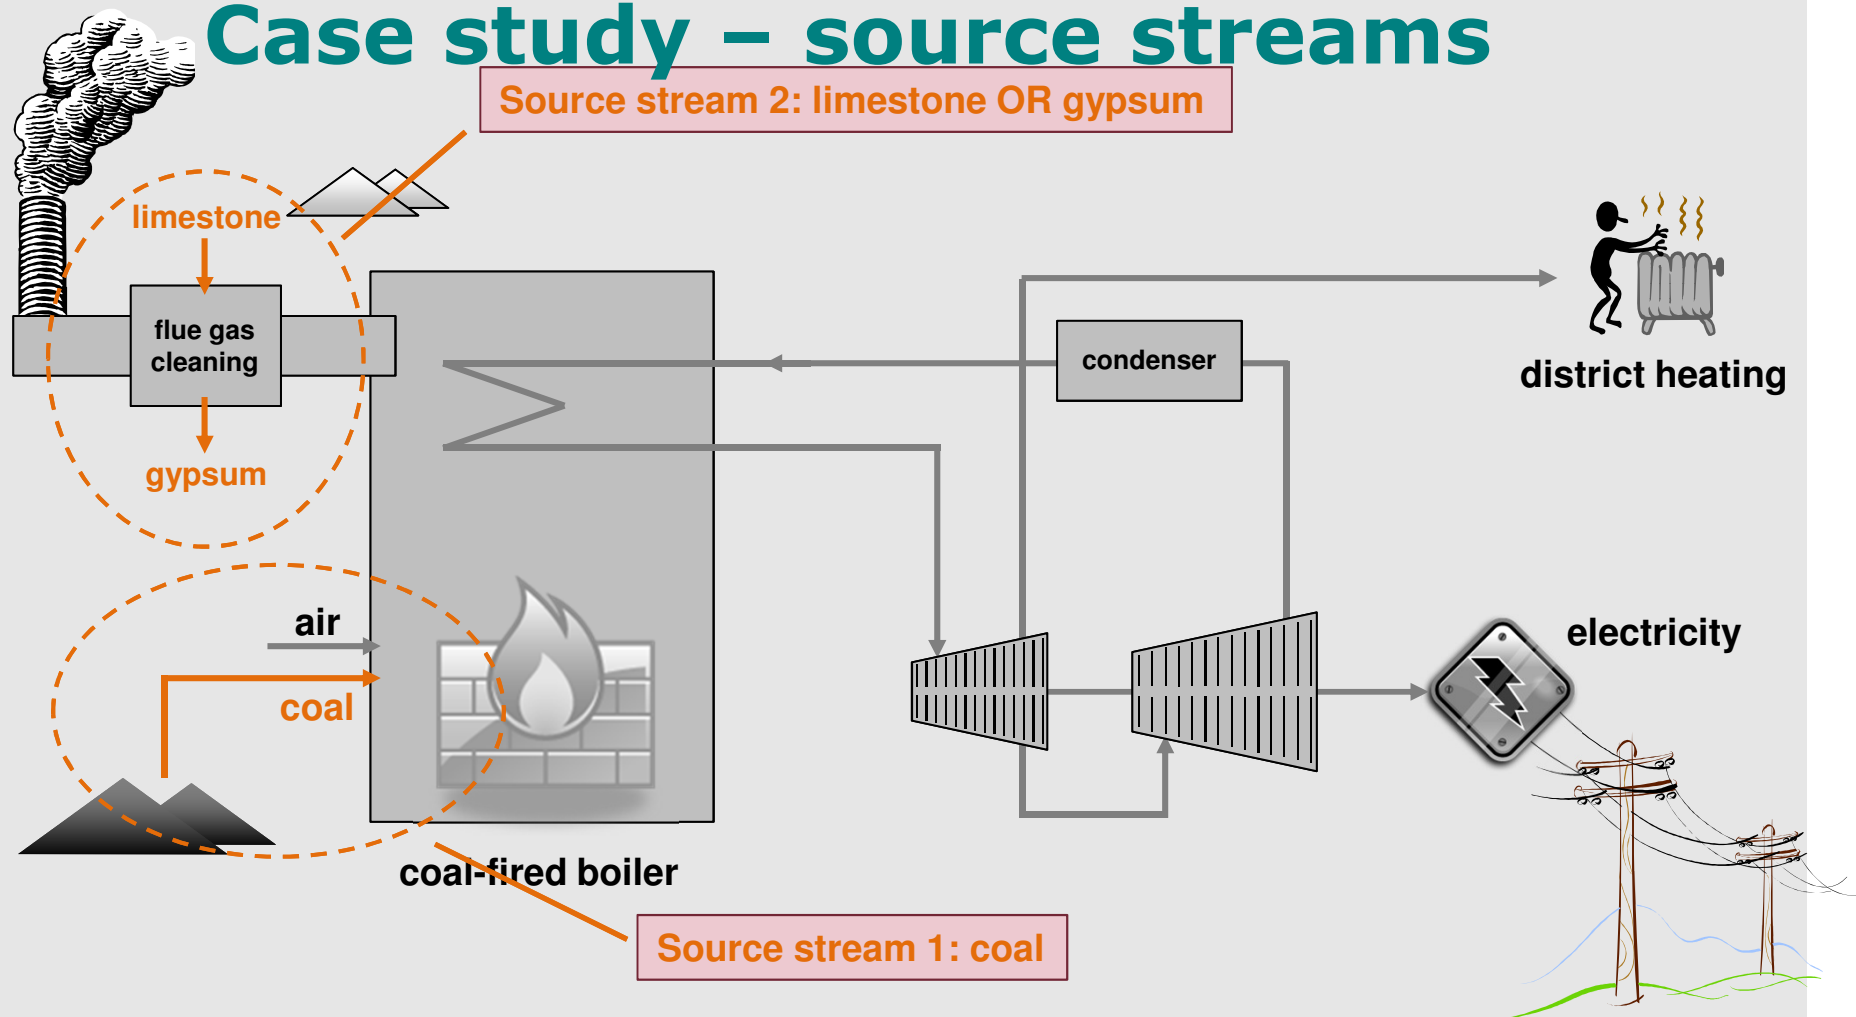 Case study – source streams
Source stream 2: limestone OR gypsum
limestone
flue gas
cleaning
gypsum
condenser
district heating
air
coal
electricity
coal-fired boiler
Source stream 1: coal